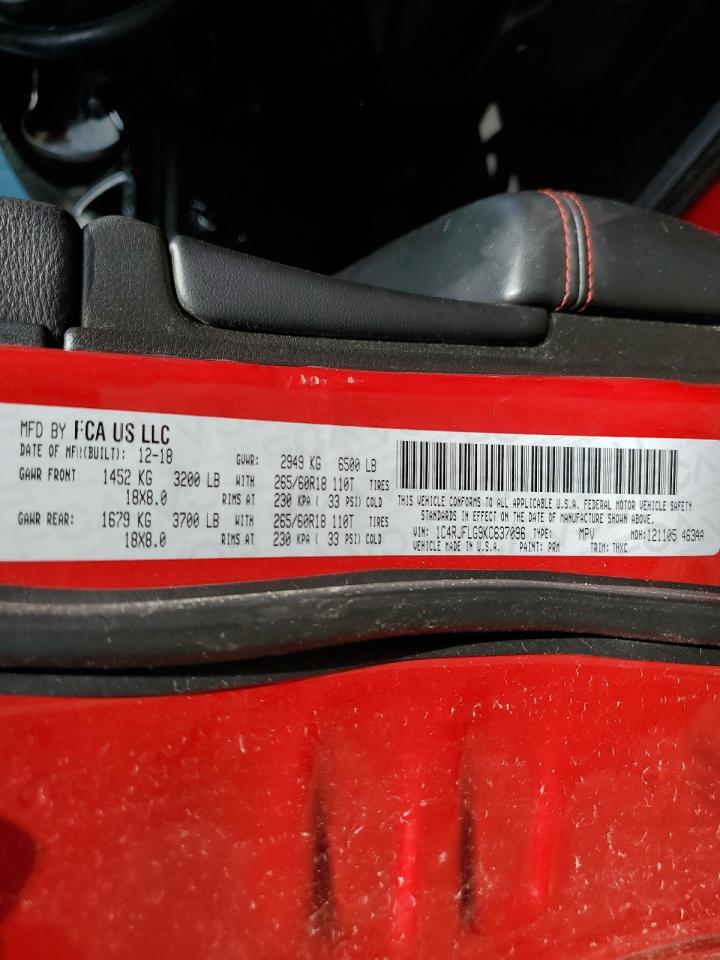 MFD BY FCA US LLC
DATE OF MFR(BUILT): 12-18 GVWR: 2949 KG 6500 LB
GAWR FRONT: 1452 KG 3200 LB WITH 265/60R18 110T TIRES
18X8.0 RIMS AT 230 KPA ( 33 PSI) COLD
GAWR REAR: 1679 KG 3700 LB WITH 265/60R18 110T TIRES
18X8.0 RIMS AT 230 KPA ( 33 PSI) COLD
THIS VEHICLE CONFORMS TO ALL APPLICABLE U.S.A. FEDERAL MOTOR VEHICLE SAFETY
STANDARDS IN EFFECT ON THE DATE OF MANUFACTURE SHOWN ABOVE.
VIN: 1C4RJFLG9KC637096 TYPE: MPV MDH: 121105 463AA
VEHICLE MADE IN U.S.A. PAINT: PRM TRIM: THXC